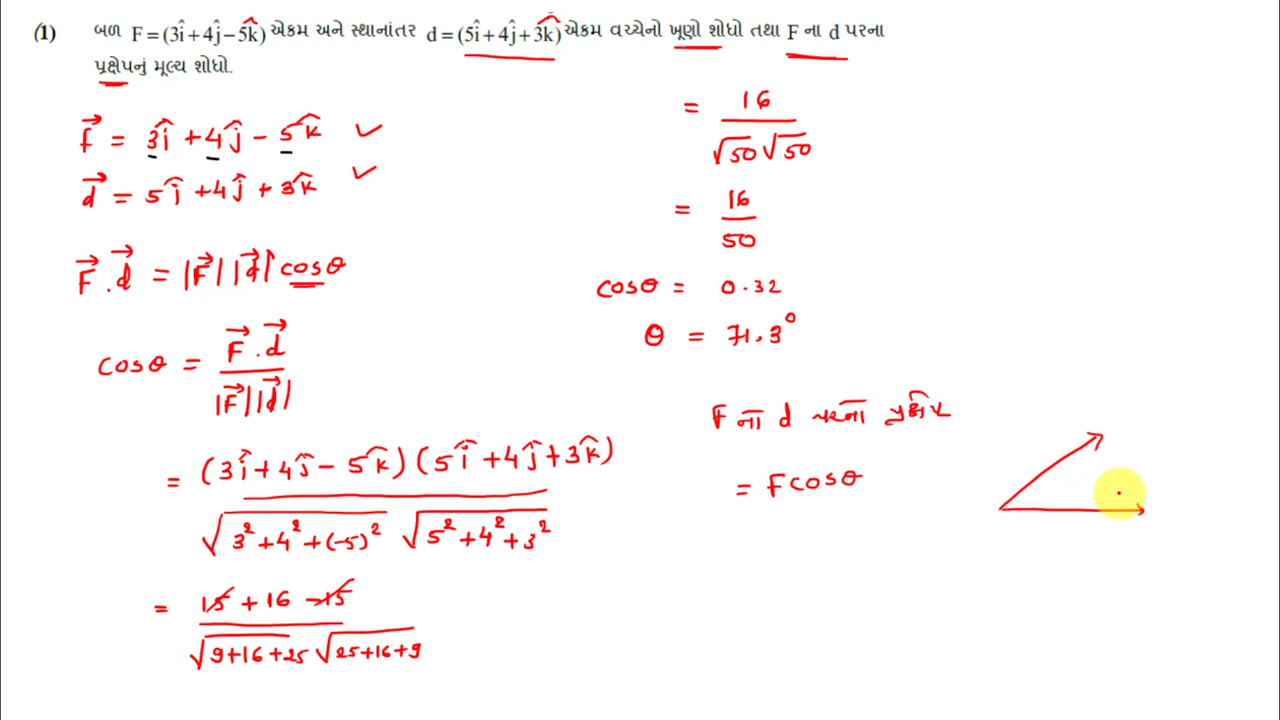 (1) બળ F = (3î + 4ĵ − 5k̂) એકમ અને સ્થાનાંતર d = (5î + 4ĵ + 3k̂) એકમ વચ્ચેનો ખૂણો શોધો તથા F ના d પરના
પ્રક્ષેપનું મૂલ્ય શોધો.
F⃗ = 3î + 4ĵ − 5k̂ ✓
d⃗ = 5î + 4ĵ + 3k̂ ✓
F⃗ . d⃗ = |F⃗| |d⃗| cosθ
cosθ = F⃗ . d⃗ / |F⃗| |d⃗|
= (3î + 4ĵ − 5k̂) (5î + 4ĵ + 3k̂) / √(3² + 4² + (−5)²) √(5² + 4² + 3²)
= 15 + 16 − 15 / √(9 + 16 + 25) √(25 + 16 + 9)
= 16 / √50 √50
= 16 / 50
cosθ = 0.32
θ = 71.3°
F ના d પરના પ્રક્ષેપ
= F cosθ